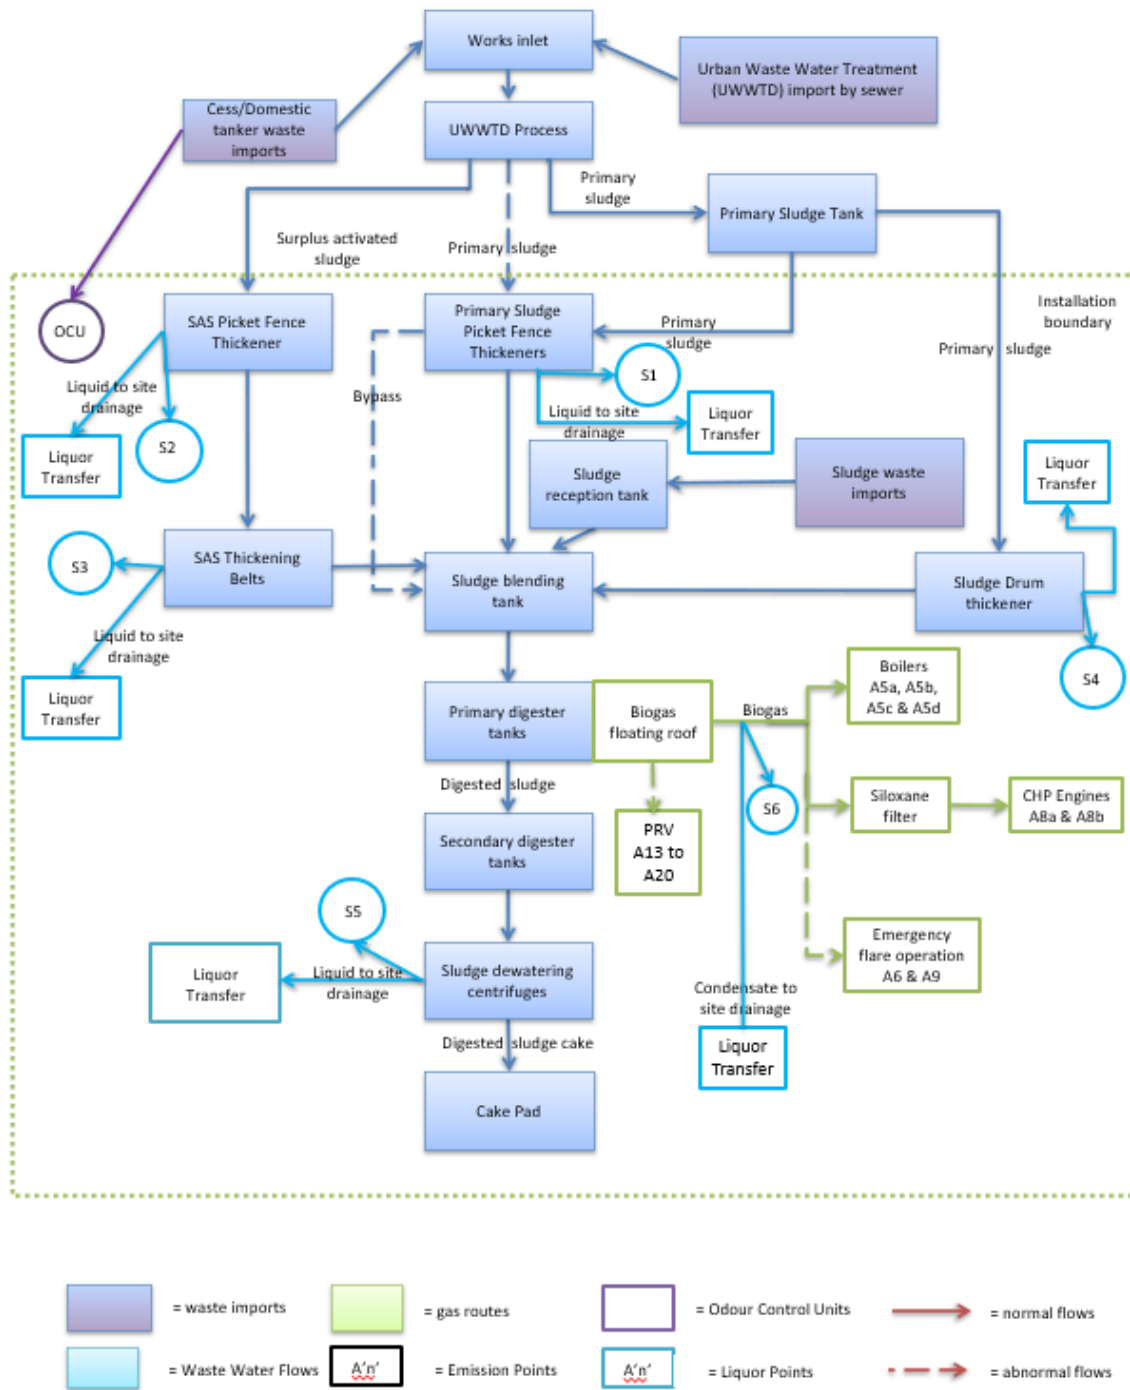 Works inlet
Urban Waste Water Treatment
(UWWTD) import by sewer
Cess/Domestic
tanker waste
imports
UWWTD Process
Primary
sludge
Primary Sludge Tank
Surplus activated
sludge
Primary sludge
Installation
boundary
OCU
SAS Picket Fence
Thickener
Primary Sludge
Picket Fence
Thickeners
Primary
sludge
Primary sludge
Liquid to site
drainage
Bypass
S1
Liquid to site
drainage
Liquor
Transfer
Liquor
Transfer
S2
Sludge
reception tank
Sludge waste
imports
Liquor
Transfer
S3
SAS Thickening
Belts
Sludge blending
tank
Sludge Drum
thickener
Liquid to site
drainage
Liquor
Transfer
S4
Primary digester
tanks
Biogas
floating roof
Biogas
Boilers
A5a, A5b,
A5c & A5d
Digested sludge
S6
Siloxane
filter
CHP Engines
A8a & A8b
PRV
A13 to
A20
Secondary digester
tanks
S5
Emergency
flare operation
A6 & A9
Liquor
Transfer
Liquid to site
drainage
Sludge dewatering
centrifuges
Condensate to
site drainage
Digested sludge cake
Liquor
Transfer
Cake Pad
= waste imports
= gas routes
= Odour Control Units
= normal flows
= Waste Water Flows
A'n'
= Emission Points
A'n'
= Liquor Points
= abnormal flows